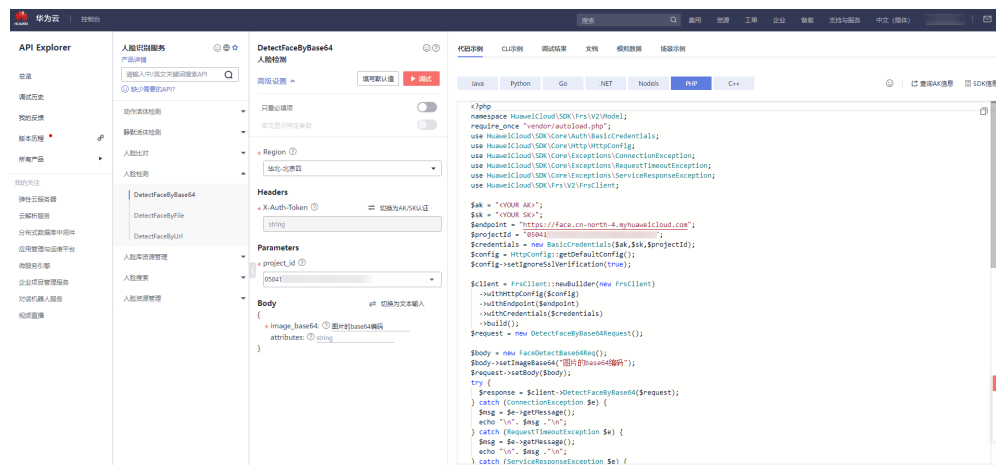 HUAWEI 华为云 控制台 搜索 备用 资源 工单 企业 智能 支持与服务 中文 (简体)
API Explorer
总览
调试历史
我的反馈
版本历程
所有产品
我的关注
弹性云服务器
云解析服务
分布式数据库中间件
应用管理与运维平台
微服务引擎
企业项目管理服务
对话机器人服务
视频直播
人脸识别服务
产品详情
请输入中/英文关键词搜索API
缺少需要的API?
动作活体检测
静默活体检测
人脸比对
人脸检测
DetectFaceByBase64
DetectFaceByFile
DetectFaceByUrl
人脸库资源管理
人脸搜索
人脸资源管理
DetectFaceByBase64
人脸检测
高级设置 填写默认值 调试
只看必填项
* Region
华北-北京四
Headers
* X-Auth-Token 切换为AK/SK认证
string
Parameters
* project_id
05041
Body 切换为文本输入
{
* image_base64: 图片的base64编码
attributes: string
}
代码示例 CLI示例 调试结果 文档 模拟数据 场景示例
Java Python Go .NET NodeJs PHP C++ 查询AK信息 SDK信息
<?php
namespace HuaweiCloud\SDK\Frs\V2\Model;
require_once "vendor/autoload.php";
use HuaweiCloud\SDK\Core\Auth\BasicCredentials;
use HuaweiCloud\SDK\Core\Http\HttpConfig;
use HuaweiCloud\SDK\Core\Exceptions\ConnectionException;
use HuaweiCloud\SDK\Core\Exceptions\RequestTimeoutException;
use HuaweiCloud\SDK\Core\Exceptions\ServiceResponseException;
use HuaweiCloud\SDK\Frs\V2\FrsClient;
$ak = "<YOUR AK>";
$sk = "<YOUR SK>";
$endpoint = "https://face.cn-north-4.myhuaweicloud.com";
$projectId = "05041 ";
$credentials = new BasicCredentials($ak,$sk,$projectId);
$config = HttpConfig::getDefaultConfig();
$config->setIgnoreSslVerification(true);
$client = FrsClient::newBuilder(new FrsClient)
->withHttpConfig($config)
->withEndpoint($endpoint)
->withCredentials($credentials)
->build();
$request = new DetectFaceByBase64Request();
$body = new FaceDetectBase64Req();
$body->setImageBase64("图片的base64编码");
$request->setBody($body);
try {
$response = $client->DetectFaceByBase64($request);
} catch (ConnectionException $e) {
$msg = $e->getMessage();
echo "\n". $msg ."\n";
} catch (RequestTimeoutException $e) {
$msg = $e->getMessage();
echo "\n". $msg ."\n";
} catch (ServiceResponseException $e) {